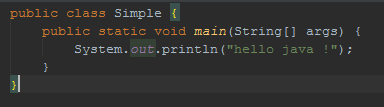 public class Simple {
    public static void main(String[] args) {
        System.out.println("hello java !");
    }
}